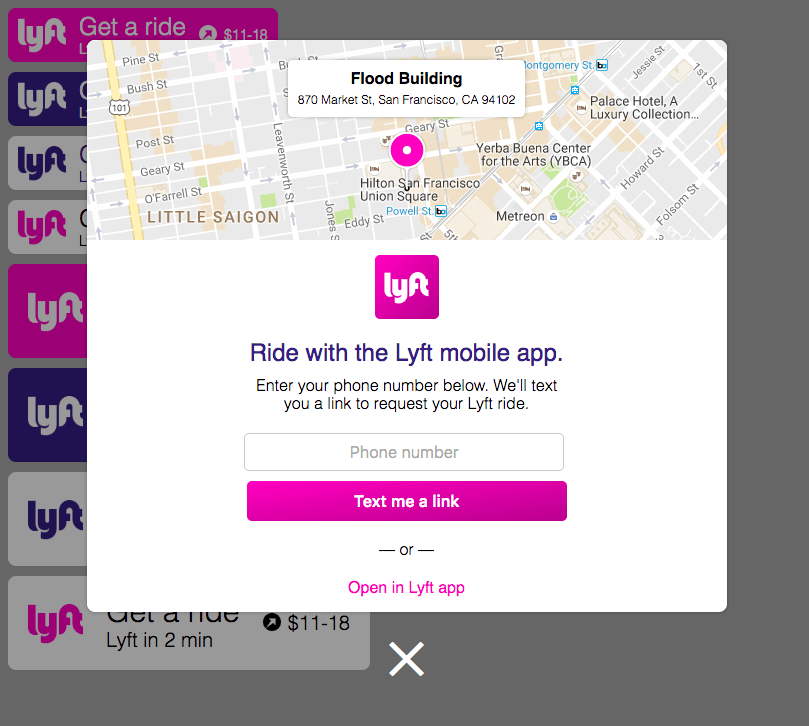 lyft
Get a ride
$11-18
Pine St
Bush St
Bush St
101
Post St
Geary St
O'Farrell St
LITTLE SAIGON
Leavenworth St
Jones S
Eddy St
Flood Building
870 Market St, San Francisco, CA 94102
Geary St
Hilton San Francisco
Union Square
Powell St.
5th S
Montgomery St.
Jessie St
1st St
Palace Hotel, A
Luxury Collection...
Yerba Buena Center
for the Arts (YBCA)
Howard St
Folsom St
Metreon
lyft
lyft
lyft
lyft
lyft
lyft
lyft
Ride with the Lyft mobile app.
Enter your phone number below. We'll text
you a link to request your Lyft ride.
Phone number
Text me a link
— or —
Open in Lyft app
lyft
Get a ride
Lyft in 2 min
$11-18